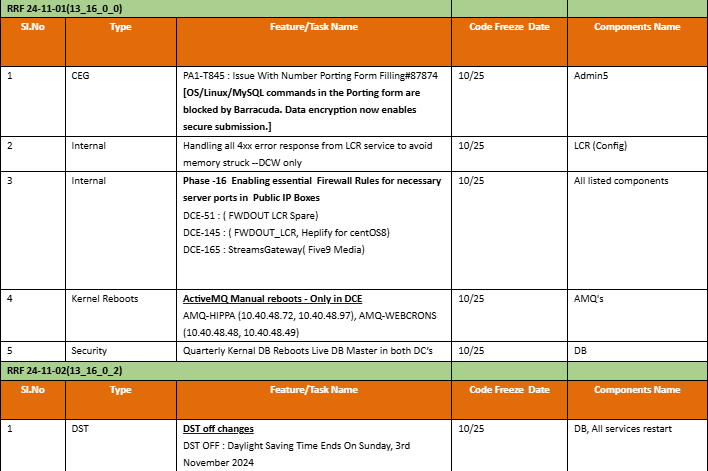 RRF 24-11-01(13_16_0_0)
Sl.No Type Feature/Task Name Code Freeze Date Components Name
1 CEG PA1-T845 : Issue With Number Porting Form Filling#87874 10/25 Admin5
[OS/Linux/MySQL commands in the Porting form are
blocked by Barracuda. Data encryption now enables
secure submission.]
2 Internal Handling all 4xx error response from LCR service to avoid 10/25 LCR (Config)
memory struck --DCW only
3 Internal Phase -16 Enabling essential Firewall Rules for necessary 10/25 All listed components
server ports in Public IP Boxes
DCE-51 : ( FWDOUT LCR Spare)
DCE-145 : ( FWDOUT_LCR, Heplify for centOS8)
DCE-165 : StreamsGateway( Five9 Media)
4 Kernel Reboots ActiveMQ Manual reboots - Only in DCE 10/25 AMQ's
AMQ-HIPPA (10.40.48.72, 10.40.48.97), AMQ-WEBCRONS
(10.40.48.48, 10.40.48.49)
5 Security Quarterly Kernal DB Reboots Live DB Master in both DC's 10/25 DB
RRF 24-11-02(13_16_0_2)
Sl.No Type Feature/Task Name Code Freeze Date Components Name
1 DST DST off changes 10/25 DB, All services restart
DST OFF : Daylight Saving Time Ends On Sunday, 3rd
November 2024